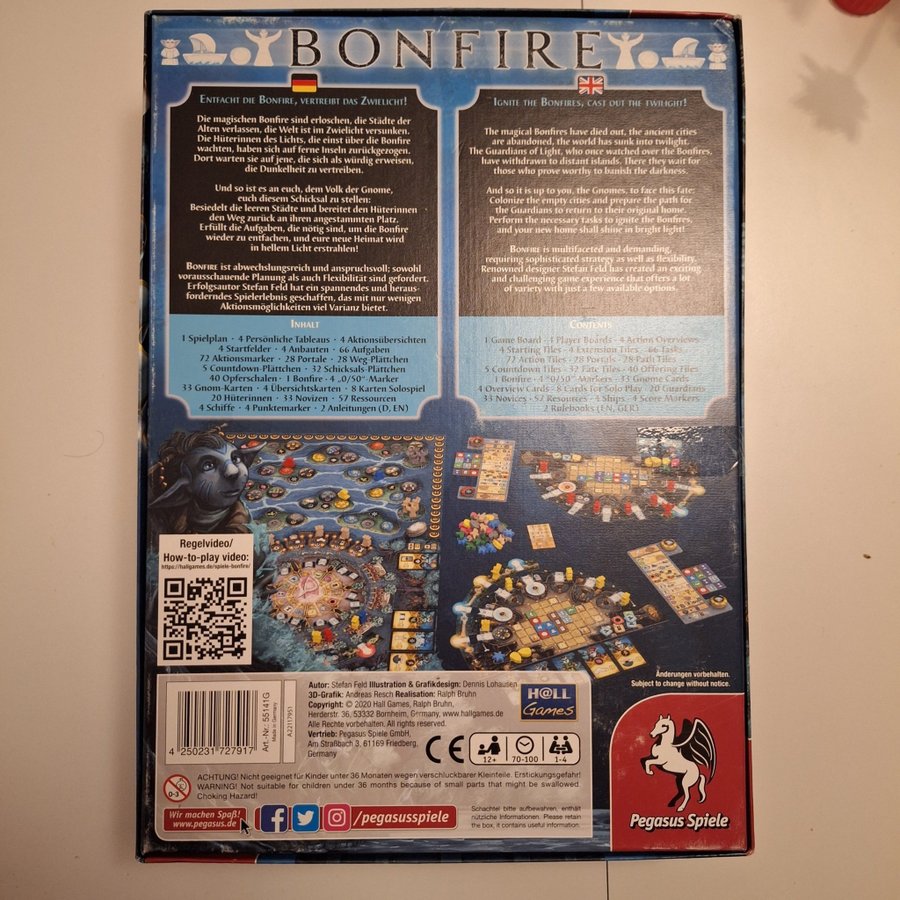 BONFIRE
Entfacht die Bonfire, vertreibt das Zwielicht!
Die magischen Bonfire sind erloschen, die Städte der
Alten verlassen, die Welt ist im Zwielicht versunken.
Die Hüterinnen des Lichts, die einst über die Bonfire
wachten, haben sich auf ferne Inseln zurückgezogen.
Dort warten sie auf jene, die sich als würdig erweisen,
die Dunkelheit zu vertreiben.
Und so ist es an euch, dem Volk der Gnome,
euch diesem Schicksal zu stellen:
Besiedelt die leeren Städte und bereitet den Hüterinnen
den Weg zurück an ihren angestammten Platz.
Erfüllt die Aufgaben, die nötig sind, um die Bonfire
wieder zu entfachen, und eure neue Heimat wird
in hellem Licht erstrahlen!
Bonfire ist abwechslungsreich und anspruchsvoll; sowohl
vorausschauende Planung als auch Flexibilität sind gefordert.
Erfolgsautor Stefan Feld hat ein spannendes und heraus-
forderndes Spielerlebnis geschaffen, das mit nur wenigen
Aktionsmöglichkeiten viel Varianz bietet.
Inhalt
1 Spielplan · 4 Persönliche Tableaus · 4 Aktionsübersichten
4 Startfelder · 4 Anbauten · 66 Aufgaben
72 Aktionsmarker · 28 Portale · 28 Weg-Plättchen
5 Countdown-Plättchen · 32 Schicksals-Plättchen
40 Opferschalen · 1 Bonfire · 4 „0/50“ Marker
33 Gnom-Karten · 4 Übersichtskarten · 8 Karten Solospiel
20 Hüterinnen · 33 Novizen · 57 Ressourcen
4 Schiffe · 4 Punktemarker · 2 Anleitungen (D, EN)
Ignite the Bonfires, cast out the twilight!
The magical Bonfires have died out, the ancient cities
are abandoned, the world has sunk into twilight.
The Guardians of Light, who once watched over the Bonfires,
have withdrawn to distant islands. There they wait for
those who prove worthy to banish the darkness.
And so it is up to you, the Gnomes, to face this fate:
Colonize the empty cities and prepare the path for
the Guardians to return to their original home.
Perform the necessary tasks to ignite the Bonfires,
and your new home shall shine in bright light!
Bonfire is multifaceted and demanding,
requiring sophisticated strategy as well as flexibility.
Renowned designer Stefan Feld has created an exciting
and challenging game experience that offers a lot
of variety with just a few available options.
Contents
1 Game Board · 4 Player Boards · 4 Action Overviews
4 Starting Tiles · 4 Extension Tiles · 66 Tasks
72 Action Tiles · 28 Portals · 28 Path Tiles
5 Countdown Tiles · 32 Fate Tiles · 40 Offering Tiles
1 Bonfire · 4 "0/50" Markers · 33 Gnome Cards
4 Overview Cards · 8 Cards for Solo Play · 20 Guardians
33 Novices · 57 Resources · 4 Ships · 4 Score Markers
2 Rulebooks (EN, GER)
Regelvideo/
How-to-play video:
https://hallgames.de/spiele-bonfire/
Änderungen vorbehalten.
Subject to change without notice.
4 250231 727917
Art.-Nr.: 55141G
Made in Germany
A22117951
Autor: Stefan Feld Illustration & Grafikdesign: Dennis Lohausen
3D-Grafik: Andreas Resch Realisation: Ralph Bruhn
Copyright: © 2020 Hall Games, Ralph Bruhn,
Herderstr. 36, 53332 Bornheim, Germany, www.hallgames.de
Alle Rechte vorbehalten. All rights reserved.
Vertrieb: Pegasus Spiele GmbH,
Am Straßbach 3, 61169 Friedberg,
Germany
H@LL
Games
CE
12+
70-100
1-4
0-3
ACHTUNG! Nicht geeignet für Kinder unter 36 Monaten wegen verschluckbarer Kleinteile. Erstickungsgefahr!
WARNING! Not suitable for children under 36 months because of small parts that might be swallowed.
Choking Hazard!
Wir machen Spaß!
www.pegasus.de
/pegasusspiele
Schachtel bitte aufbewahren, enthält
nützliche Informationen. Please retain
the box, it contains useful information.
Pegasus Spiele